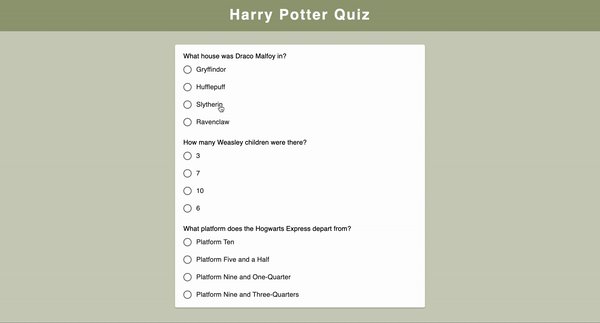 Harry Potter Quiz
What house was Draco Malfoy in?
Gryffindor
Hufflepuff
Slytherin
Ravenclaw
How many Weasley children were there?
3
7
10
6
What platform does the Hogwarts Express depart from?
Platform Ten
Platform Five and a Half
Platform Nine and One-Quarter
Platform Nine and Three-Quarters